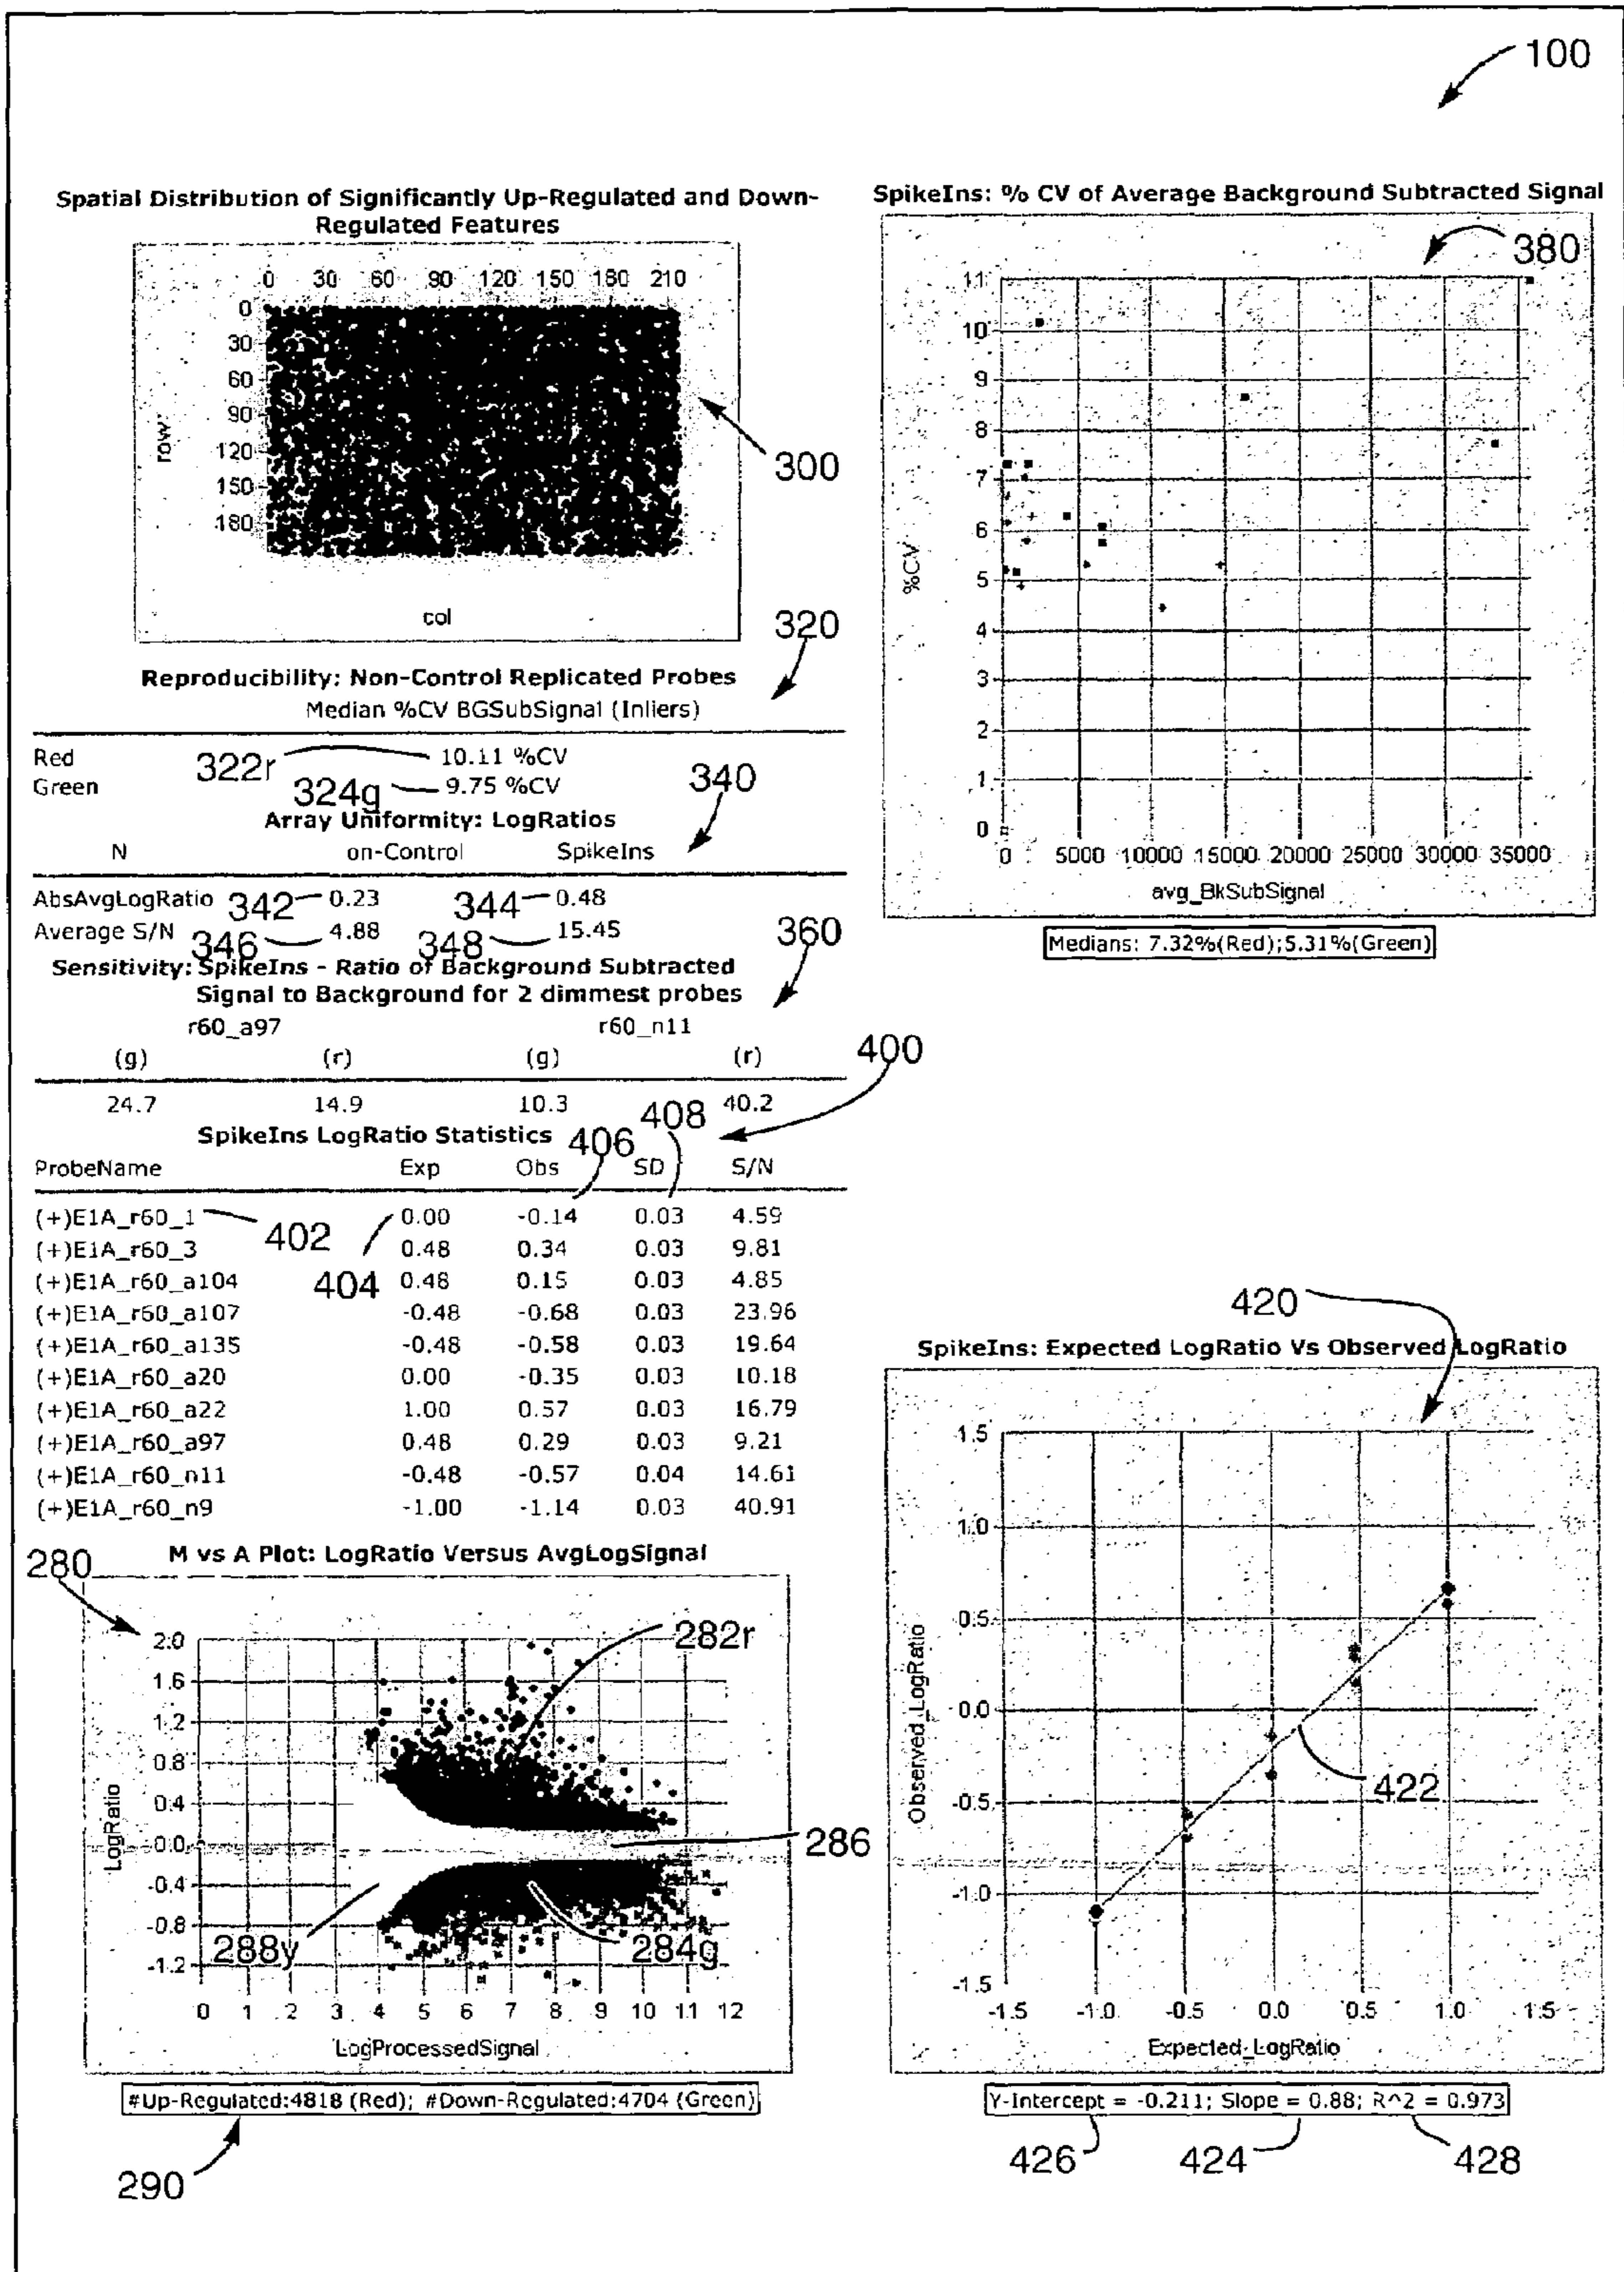 100
Spatial Distribution of Significantly Up-Regulated and Down-
Regulated Features
0 30 60 90 120 150 180 210
0
30
60
90
120
150
180
row
col
300
320
Reproducibility: Non-Control Replicated Probes
Median %CV BGSubSignal (Inliers)
Red 322r 10.11 %CV
Green 324g 9.75 %CV
340
Array Uniformity: LogRatios
N on-Control SpikeIns
AbsAvgLogRatio 342 0.23 344 0.48
Average S/N 346 4.88 348 15.45
360
Sensitivity: SpikeIns - Ratio of Background Subtracted
Signal to Background for 2 dimmest probes
r60_a97 r60_n11
(g) (r) (g) (r)
400
24.7 14.9 10.3 40.2
SpikeIns LogRatio Statistics
406 408
ProbeName Exp Obs SD S/N
(+)E1A_r60_1 402 0.00 -0.14 0.03 4.59
(+)E1A_r60_3 0.48 0.34 0.03 9.81
(+)E1A_r60_a104 404 0.48 0.15 0.03 4.85
(+)E1A_r60_a107 -0.48 -0.68 0.03 23.96
(+)E1A_r60_a135 -0.48 -0.58 0.03 19.64
(+)E1A_r60_a20 0.00 -0.35 0.03 10.18
(+)E1A_r60_a22 1.00 0.57 0.03 16.79
(+)E1A_r60_a97 0.48 0.29 0.03 9.21
(+)E1A_r60_n11 -0.48 -0.57 0.04 14.61
(+)E1A_r60_n9 -1.00 -1.14 0.03 40.91
M vs A Plot: LogRatio Versus AvgLogSignal
280
282r
2.0
1.6
1.2
0.8
0.4
0.0
-0.4
-0.8
-1.2
LogRatio
286
288y
284g
0 1 2 3 4 5 6 7 8 9 10 11 12
LogProcessedSignal
#Up-Regulated:4818 (Red); #Down-Regulated:4704 (Green)
290
SpikeIns: % CV of Average Background Subtracted Signal
380
11
10
9
8
7
6
5
4
3
2
1
0
%CV
0 5000 10000 15000 20000 25000 30000 35000
avg_BkSubSignal
Medians: 7.32%(Red);5.31%(Green)
420
SpikeIns: Expected LogRatio Vs Observed LogRatio
1.5
1.0
0.5
0.0
-0.5
-1.0
-1.5
Observed_LogRatio
422
-1.5 -1.0 -0.5 0.0 0.5 1.0 1.5
Expected_LogRatio
Y-Intercept = -0.211; Slope = 0.88; R^2 = 0.973
426 424 428